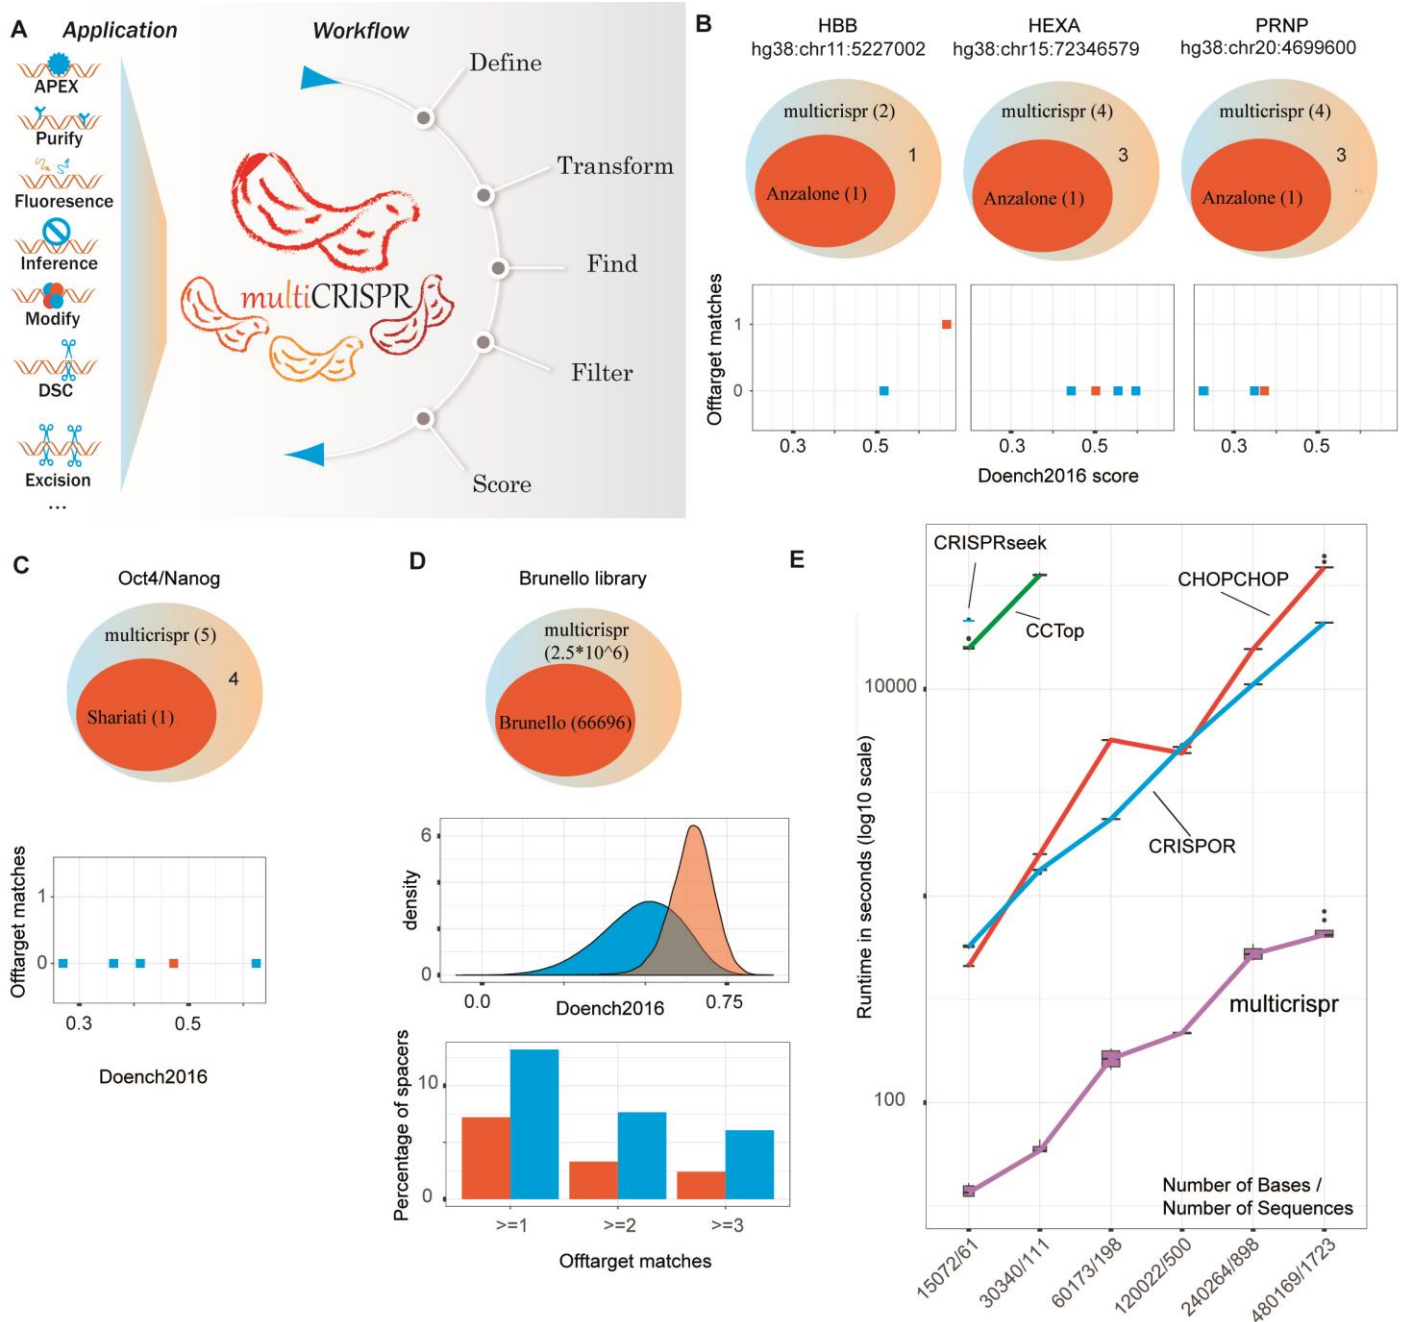 A
Application
Workflow
APEX
Purify
Fluoresence
Inference
Modify
DSC
Excision
...
multiCRISPR
Define
Transform
Find
Filter
Score
B
HBB
hg38:chr11:5227002
HEXA
hg38:chr15:72346579
PRNP
hg38:chr20:4699600
multicrispr (2)
1
Anzalone (1)
multicrispr (4)
3
Anzalone (1)
multicrispr (4)
3
Anzalone (1)
Offtarget matches
1
0
0.3
0.5
0.3
0.5
0.3
0.5
Doench2016 score
C
Oct4/Nanog
multicrispr (5)
4
Shariati (1)
Offtarget matches
1
0
0.3
0.5
Doench2016
D
Brunello library
multicrispr
(2.5*10^6)
Brunello (66696)
density
6
0
0.0
0.75
Doench2016
Percentage of spacers
10
0
>=1
>=2
>=3
Offtarget matches
E
CRISPRseek
CCTop
CHOPCHOP
CRISPOR
multicrispr
Runtime in seconds (log10 scale)
10000
100
Number of Bases /
Number of Sequences
15072/61
30340/111
60173/198
120022/500
240264/898
480169/1723